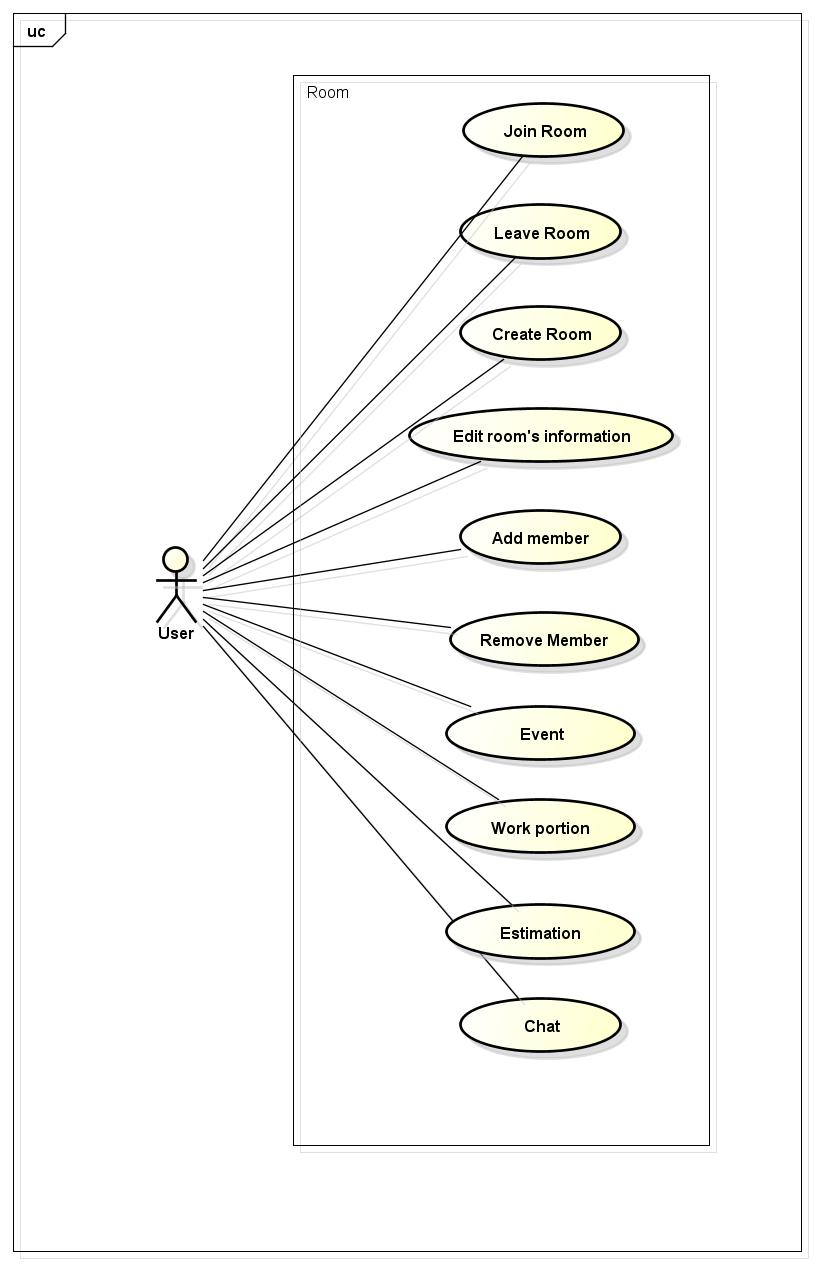 uc
Room
Join Room
Leave Room
Create Room
Edit room's information
Add member
User
Remove Member
Event
Work portion
Estimation
Chat